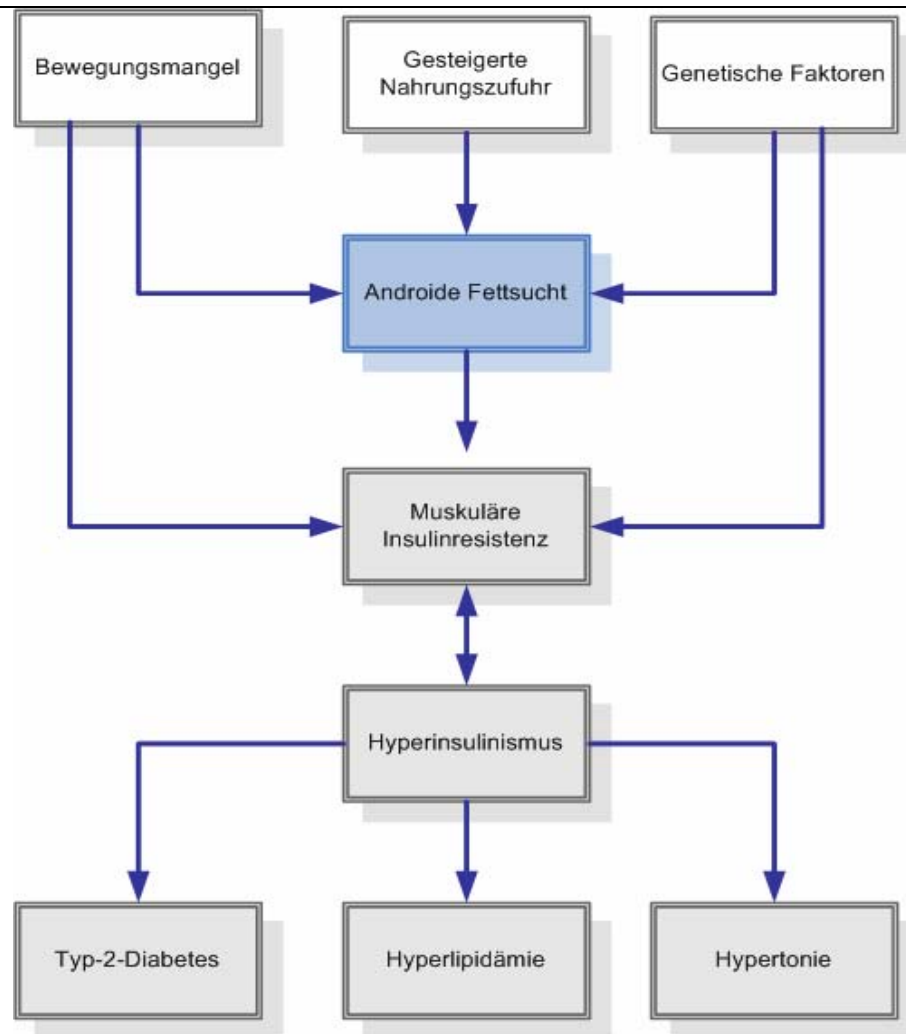 Bewegungsmangel
Gesteigerte
Nahrungszufuhr
Genetische Faktoren
Androide Fettsucht
Muskuläre
Insulinresistenz
Hyperinsulinismus
Typ-2-Diabetes
Hyperlipidämie
Hypertonie